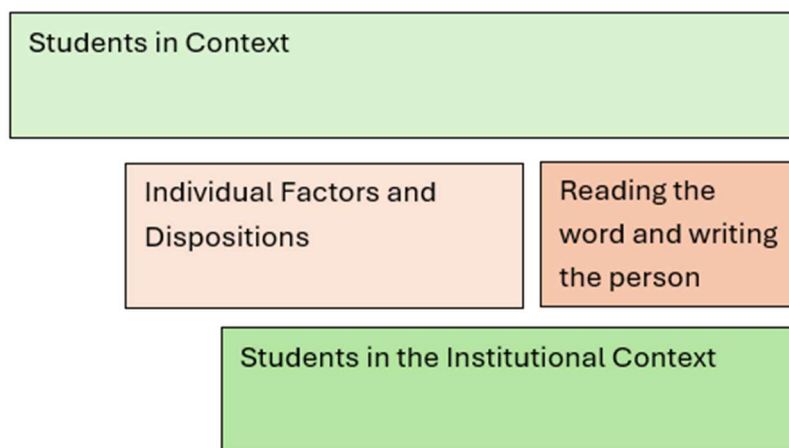 Students in Context
Individual Factors and
Dispositions
Reading the
word and writing
the person
Students in the Institutional Context